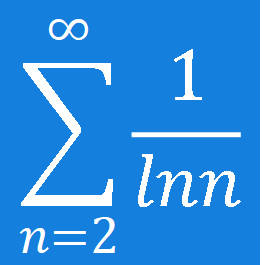 ∞
∑ 1/lnn
n=2